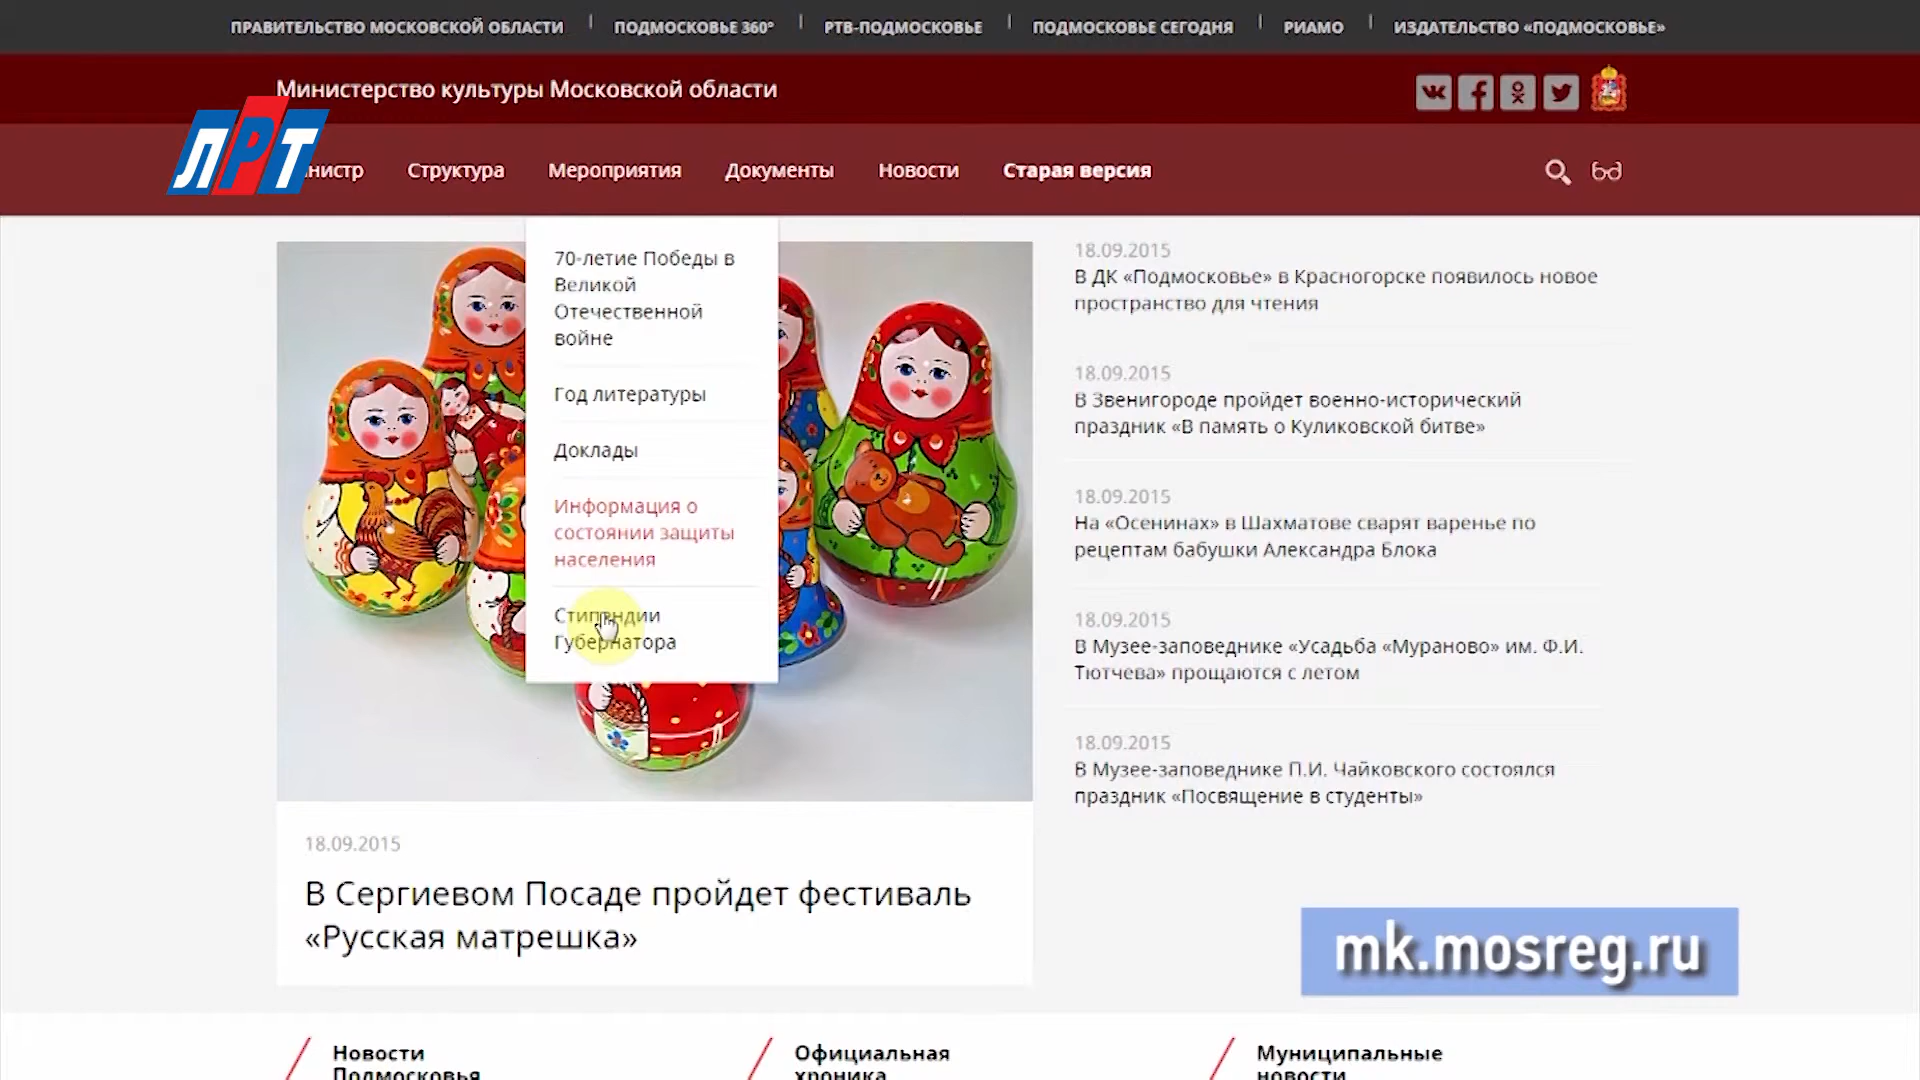 ПРАВИТЕЛЬСТВО МОСКОВСКОЙ ОБЛАСТИ
ПОДМОСКОВЬЕ 360°
РТВ-ПОДМОСКОВЬЕ
ПОДМОСКОВЬЕ СЕГОДНЯ
РИАМО
ИЗДАТЕЛЬСТВО «ПОДМОСКОВЬЕ»
Министерство культуры Московской области
ЛРТ
Структура
Мероприятия
Документы
Новости
Старая версия
70-летие Победы в
Великой
Отечественной
войне
Год литературы
Доклады
Информация о
состоянии защиты
населения
Стипендии
Губернатора
18.09.2015
В Сергиевом Посаде пройдет фестиваль
«Русская матрешка»
18.09.2015
В ДК «Подмосковье» в Красногорске появилось новое
пространство для чтения
18.09.2015
В Звенигороде пройдет военно-исторический
праздник «В память о Куликовской битве»
18.09.2015
На «Осенинах» в Шахматове сварят варенье по
рецептам бабушки Александра Блока
18.09.2015
В Музее-заповеднике «Усадьба «Мураново» им. Ф.И.
Тютчева» прощаются с летом
18.09.2015
В Музее-заповеднике П.И. Чайковского состоялся
праздник «Посвящение в студенты»
mk.mosreg.ru
Новости
Подмосковья
Официальная
хроника
Муниципальные
новости